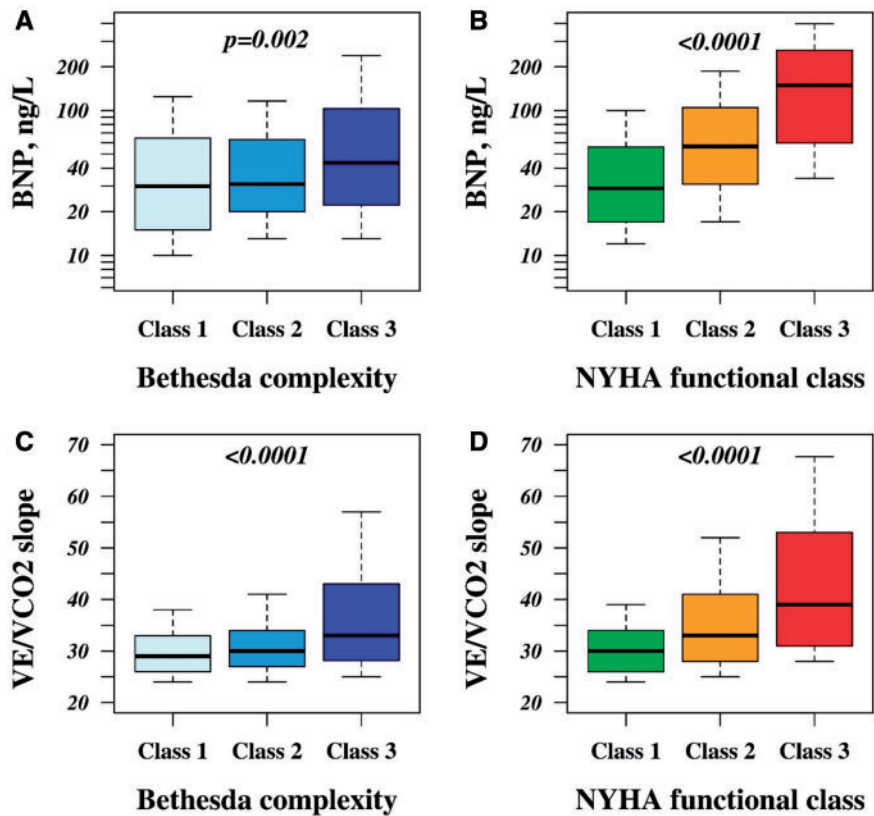 A
BNP, ng/L
200
100
40
20
10
p=0.002
Class 1 Class 2 Class 3
Bethesda complexity
B
BNP, ng/L
200
100
40
20
10
<0.0001
Class 1 Class 2 Class 3
NYHA functional class
C
VE/VCO2 slope
70
60
50
40
30
20
<0.0001
Class 1 Class 2 Class 3
Bethesda complexity
D
VE/VCO2 slope
70
60
50
40
30
20
<0.0001
Class 1 Class 2 Class 3
NYHA functional class